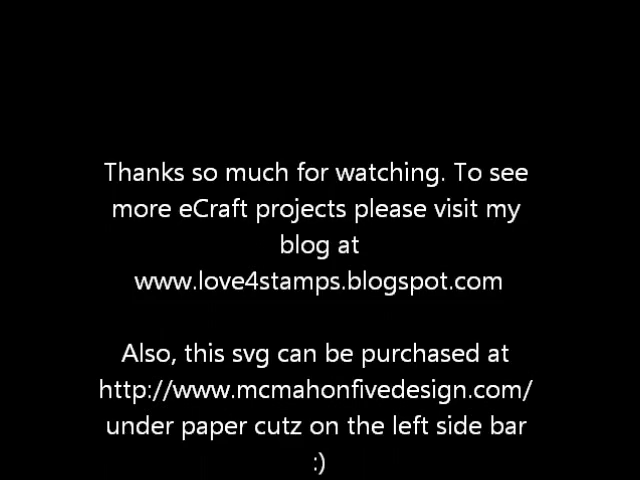 Thanks so much for watching. To see
more eCraft projects please visit my
blog at
www.love4stamps.blogspot.com
Also, this svg can be purchased at
http://www.mcmahonfivedesign.com/
under paper cutz on the left side bar
:)